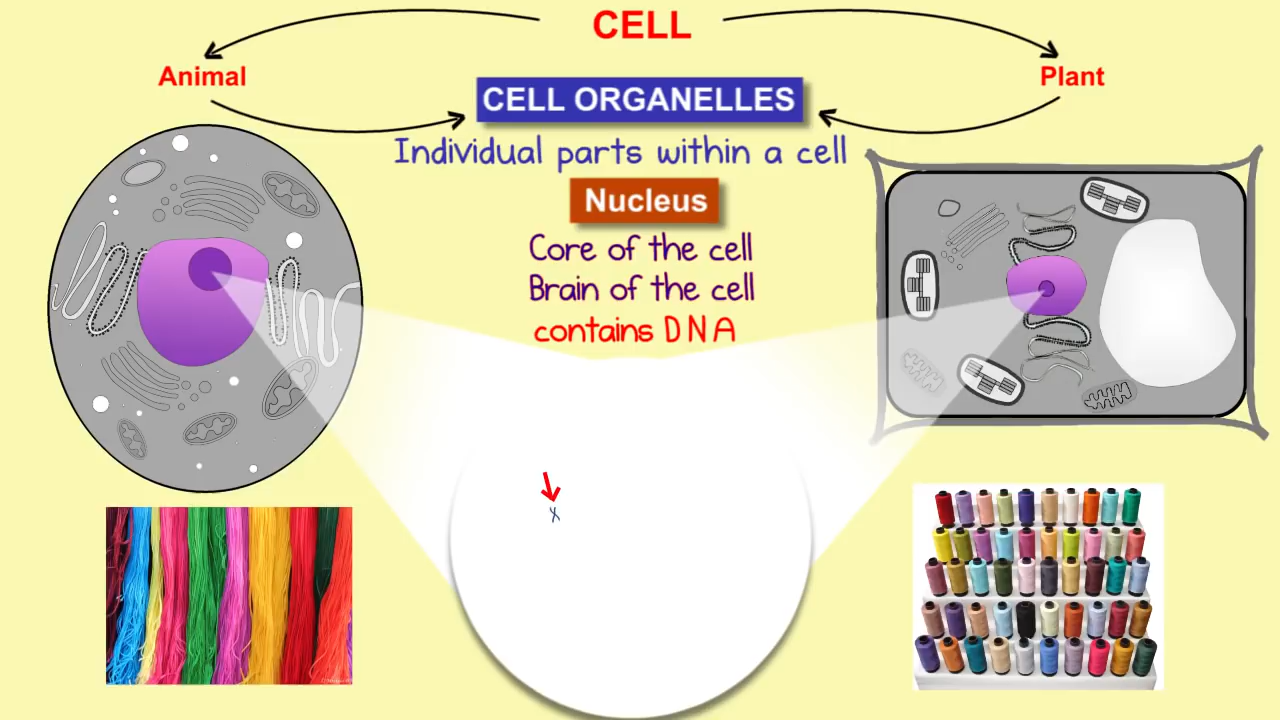 CELL
Animal
Plant
CELL ORGANELLES
Individual parts within a cell
Nucleus
Core of the cell
Brain of the cell
contains DNA